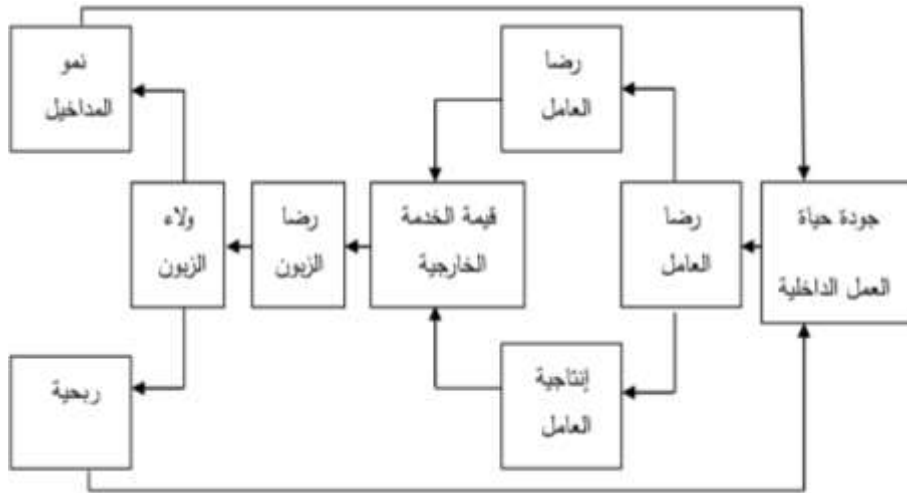 جودة حياة
العمل الداخلية
رضا
العامل
رضا
العامل
إنتاجية
العامل
قيمة الخدمة
الخارجية
رضا
الزبون
ولاء
الزبون
نمو
المداخيل
ربحية